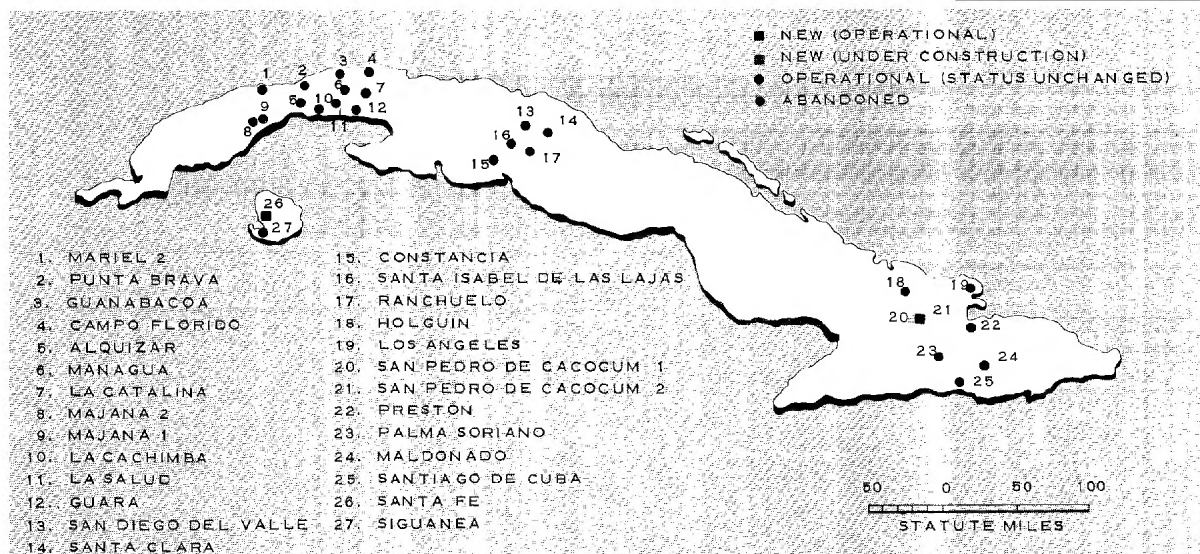 NEW (OPERATIONAL)
NEW (UNDER CONSTRUCTION)
OPERATIONAL (STATUS UNCHANGED)
ABANDONED
1
2
3
4
5
6
7
8
9
10
11
12
13
14
15
16
17
18
19
20
21
22
23
24
25
26
27
1. MARIEL 2
2. PUNTA BRAVA
3. GUANABACOA
4. CAMPO FLORIDO
5. ALQUIZAR
6. MANAGUA
7. LA CATALINA
8. MAJANA 2
9. MAJANA 1
10. LA CACHIMBA
11. LA SALUD
12. GUARA
13. SAN DIEGO DEL VALLE
14. SANTA CLARA
15. CONSTANCIA
16. SANTA ISABEL DE LAS LAJAS
17. RANCHUELO
18. HOLGUIN
19. LOS ANGELES
20. SAN PEDRO DE CACOCUM 1
21. SAN PEDRO DE CACOCUM 2
22. PRESTON
23. PALMA SORIANO
24. MALDONADO
25. SANTIAGO DE CUBA
26. SANTA FE
27. SIGUANEA
50 0 50 100
STATUTE MILES